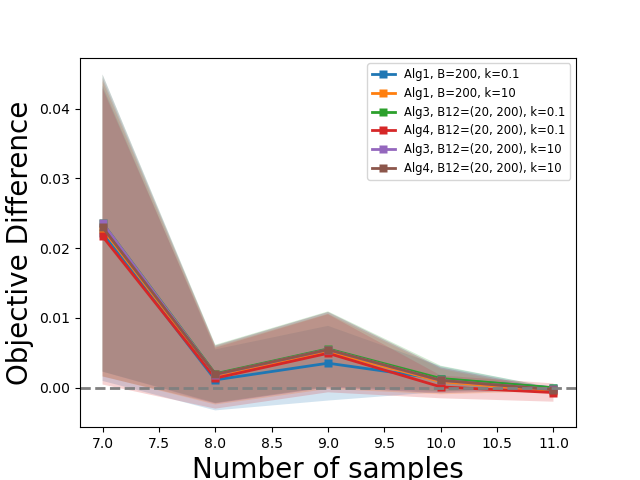 Alg1, B=200, k=0.1
Alg1, B=200, k=10
Alg3, B12=(20, 200), k=0.1
Alg4, B12=(20, 200), k=0.1
Alg3, B12=(20, 200), k=10
Alg4, B12=(20, 200), k=10
Objective Difference
0.04
0.03
0.02
0.01
0.00
7.0 7.5 8.0 8.5 9.0 9.5 10.0 10.5 11.0
Number of samples